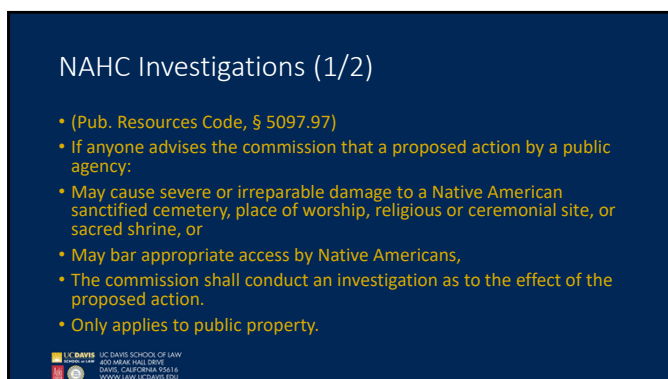 NAHC Investigations (1/2)
• (Pub. Resources Code, § 5097.97)
• If anyone advises the commission that a proposed action by a public
agency:
• May cause severe or irreparable damage to a Native American
sanctified cemetery, place of worship, religious or ceremonial site, or
sacred shrine, or
• May bar appropriate access by Native Americans,
• The commission shall conduct an investigation as to the effect of the
proposed action.
• Only applies to public property.
UCDAVIS
SCHOOL OF LAW
UC DAVIS SCHOOL OF LAW
400 MRAK HALL DRIVE
DAVIS, CALIFORNIA 95616
WWW.LAW.UCDAVIS.EDU